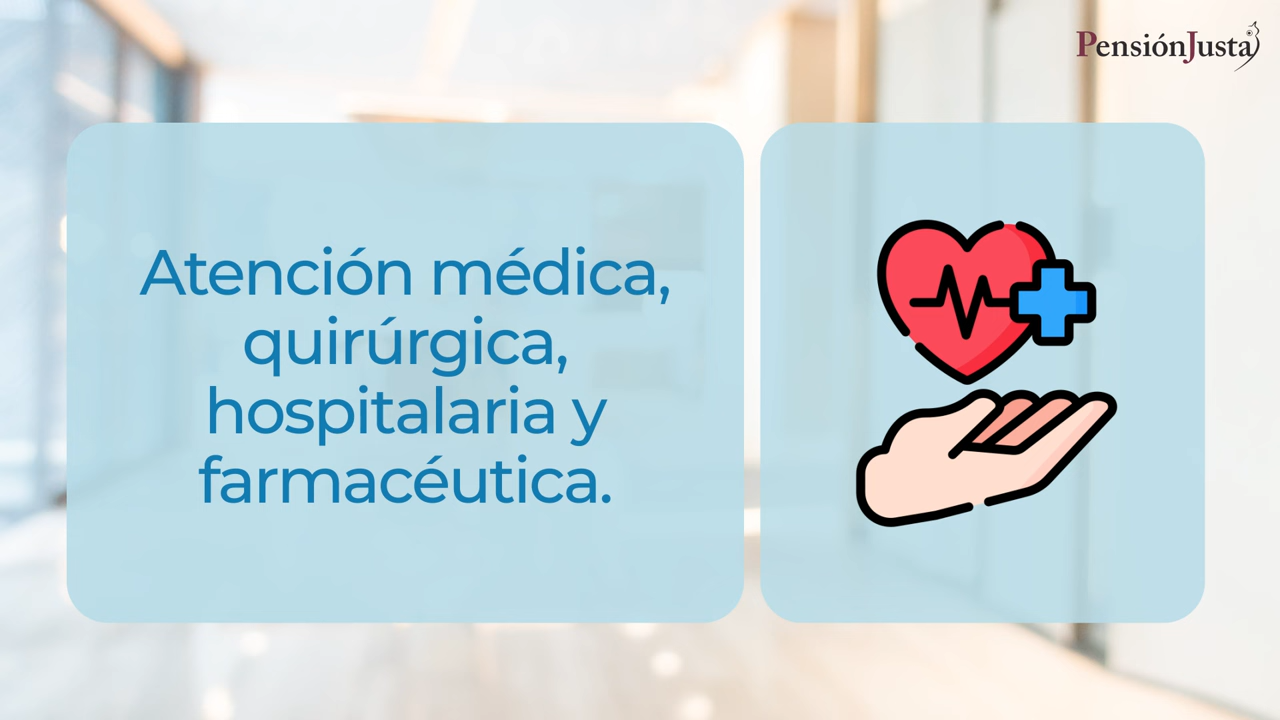 PensiónJusta
Atención médica,
quirúrgica,
hospitalaria y
farmacéutica.